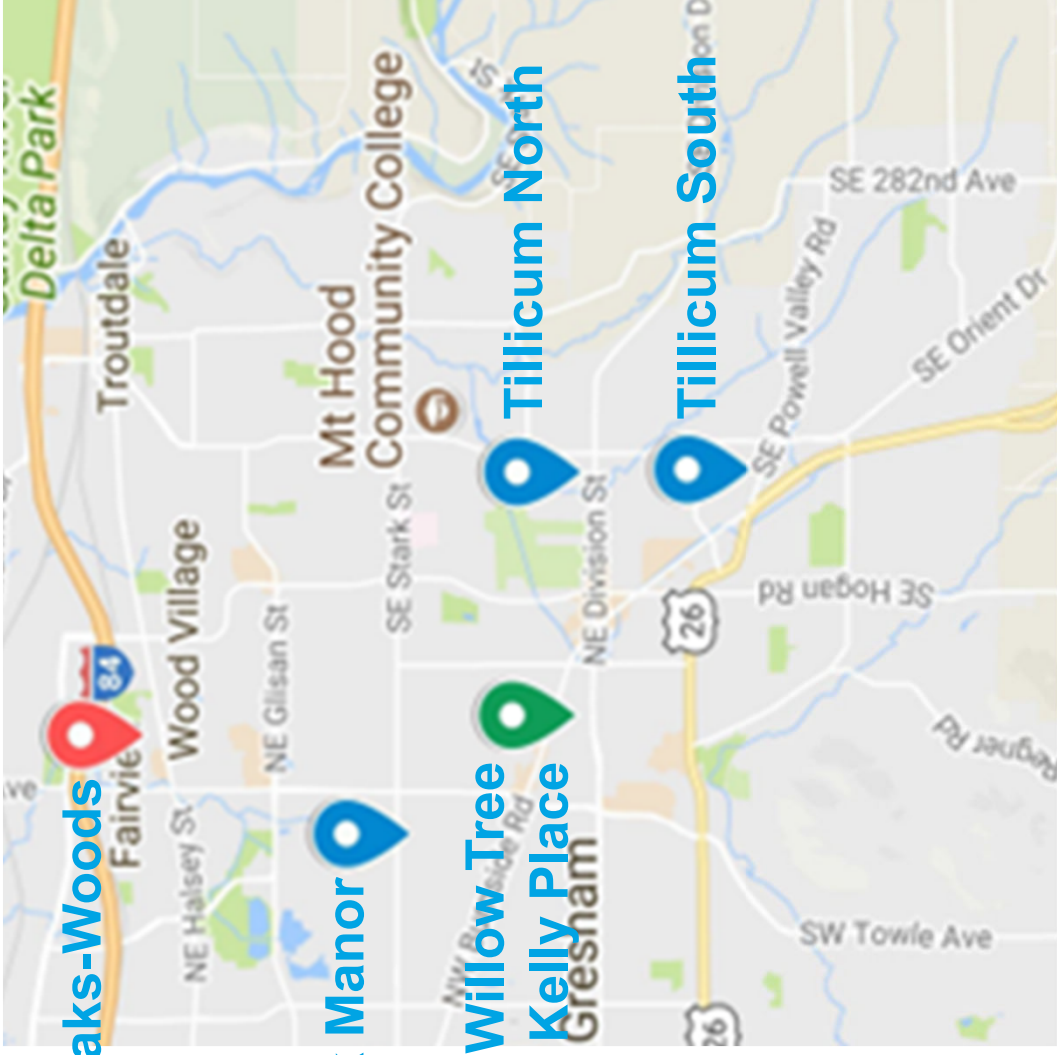 Delta Park
Troutdale
Mt Hood
Community College
Tillicum North
Tillicum South
SE 282nd Ave
SE Powell Valley Rd
SE Orient Dr
SE Stark St
NE Division St
Wood Village
NE Glisan St
84
26
SE Hogan Rd
Regner Rd
Fairvie
aks-Woods
NE Halsey St
Manor
Willow Tree
Kelly Place
Gresham
SW Towle Ave
26